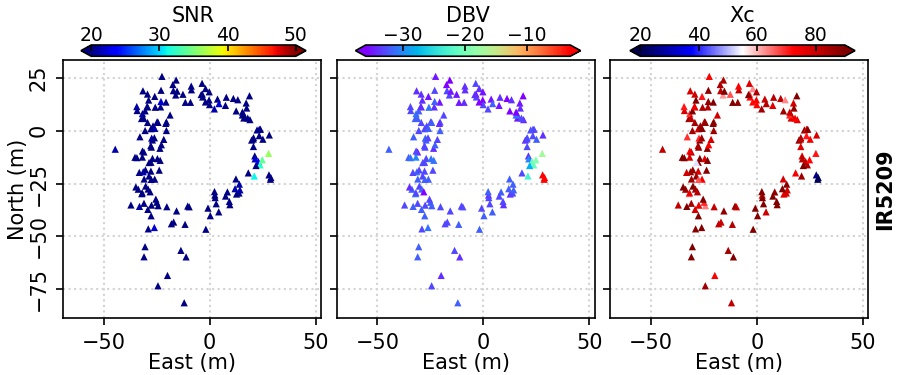 SNR DBV Xc
20 30 40 50 −30 −20 −10 20 40 60 80
25
0
−25
−50
−75
North (m)
−50 0 50 −50 0 50 −50 0 50
East (m) East (m) East (m)
IR5209